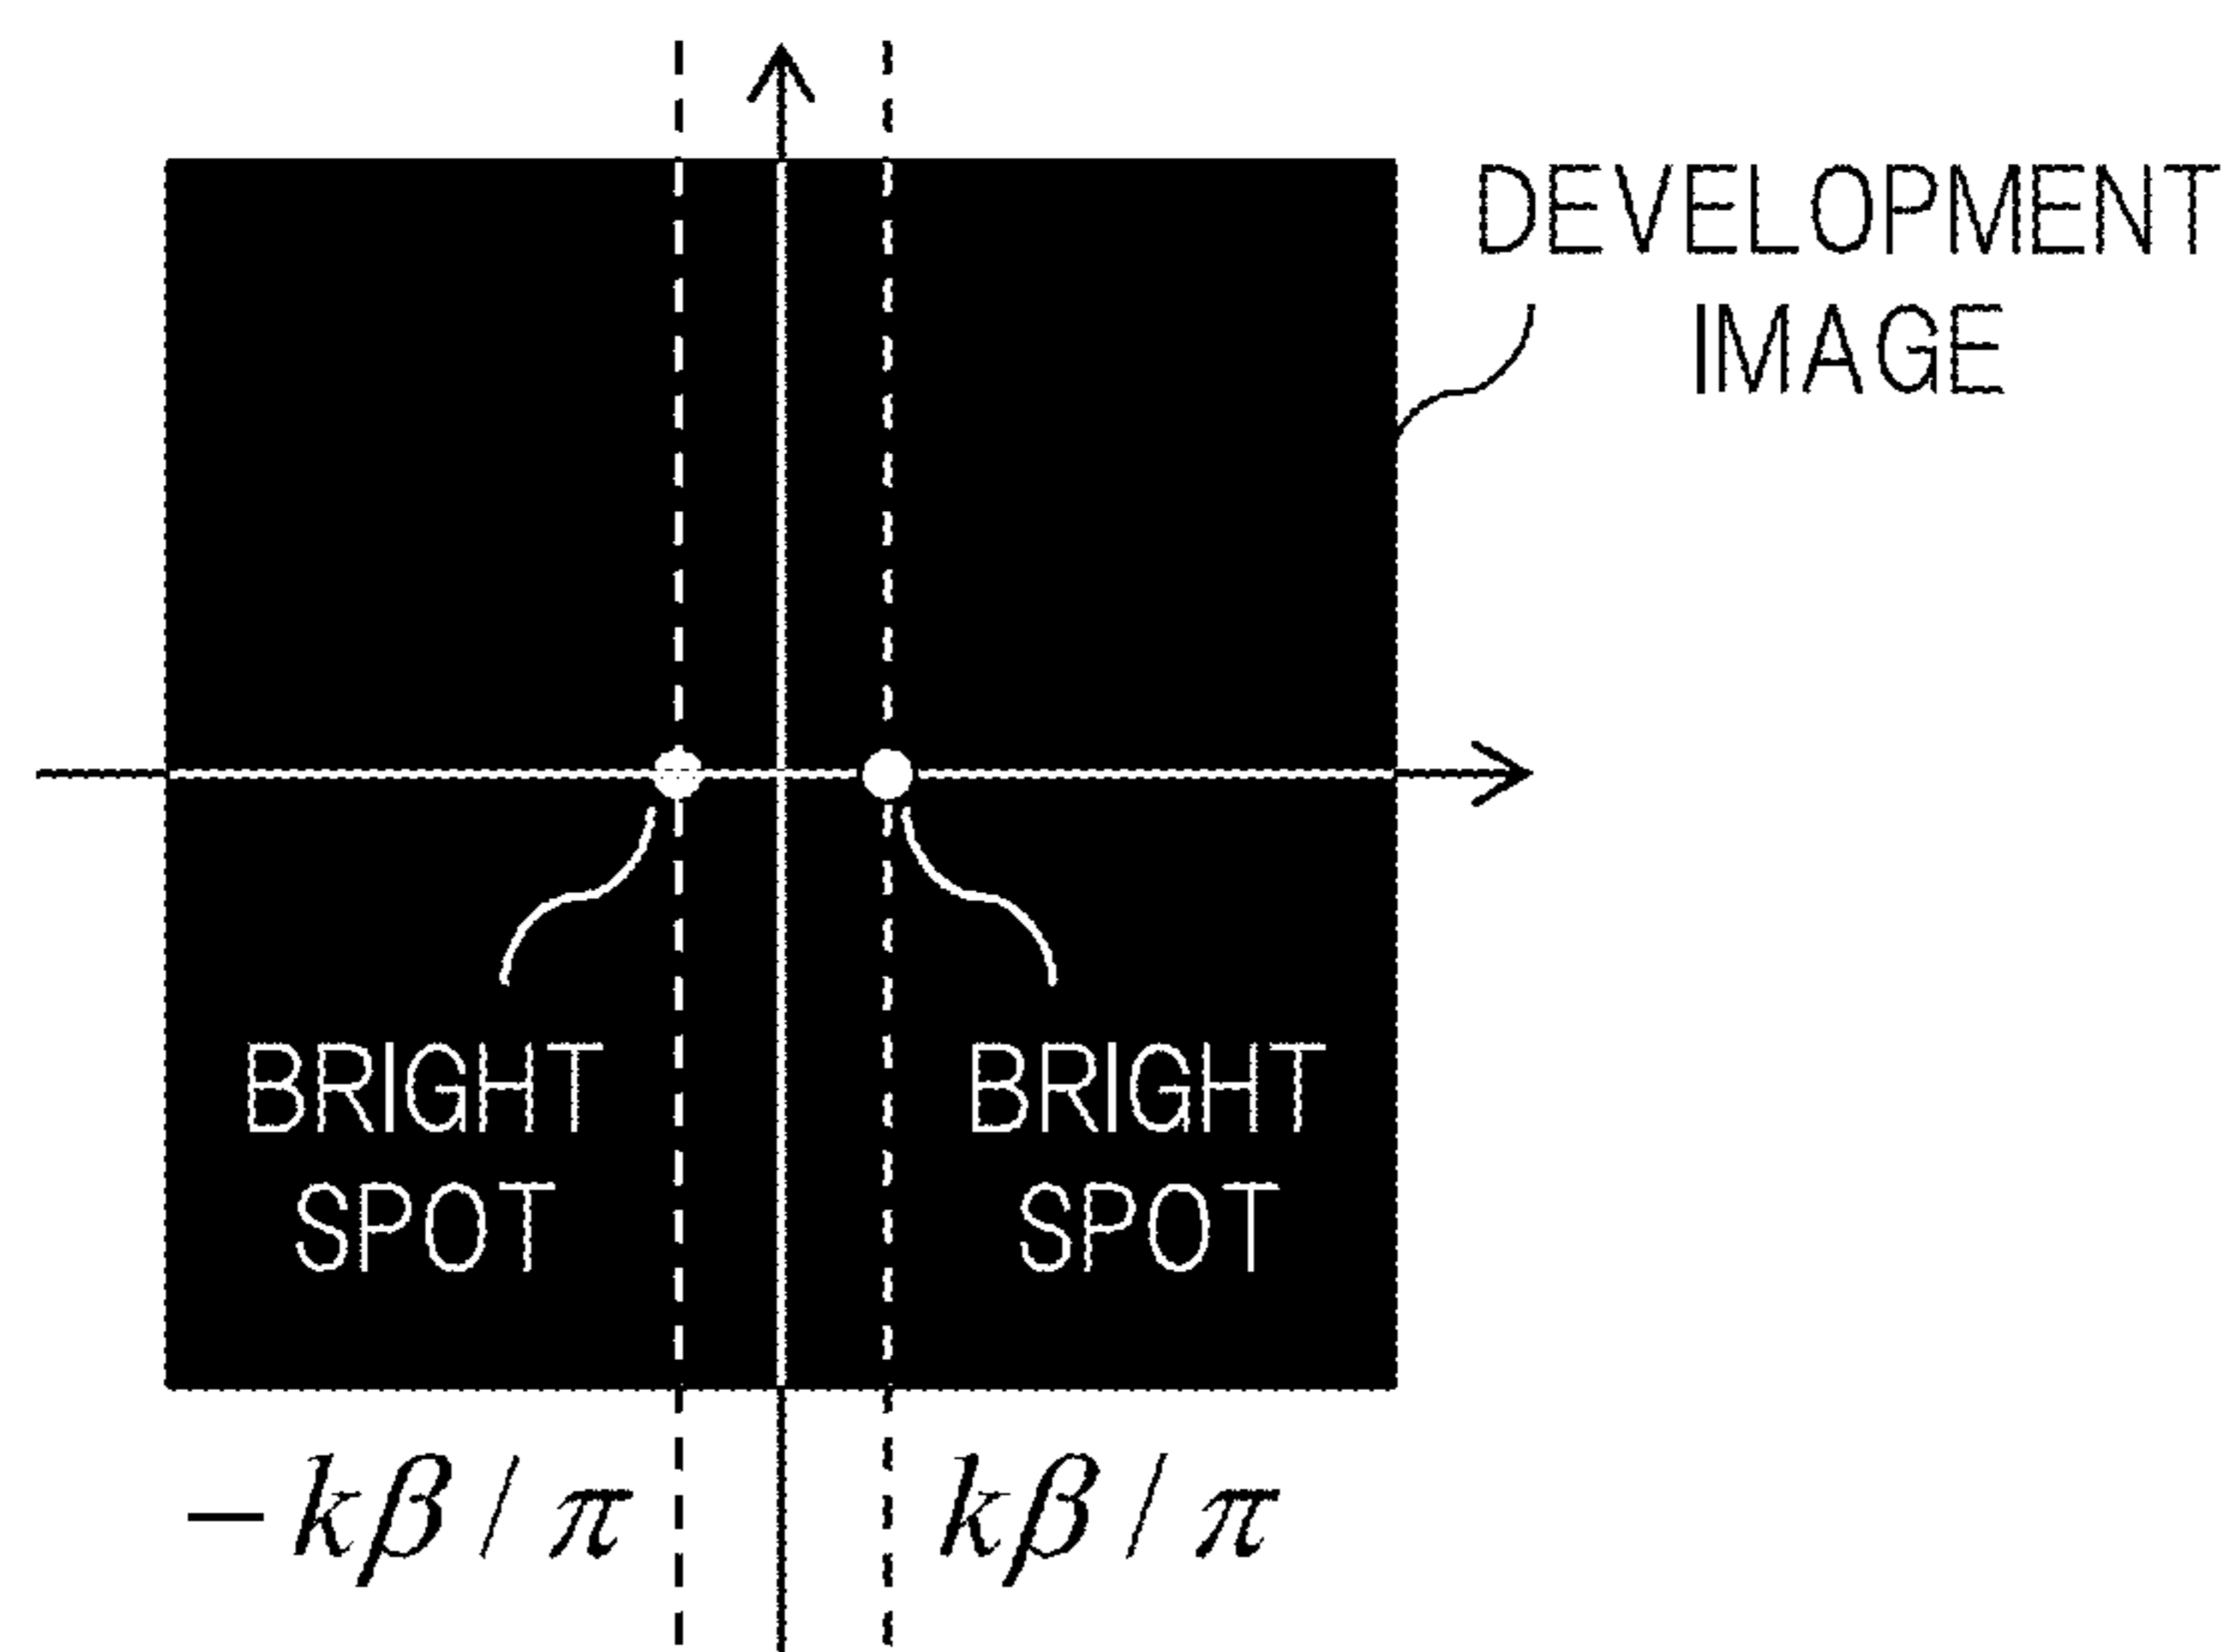 DEVELOPMENT
IMAGE
BRIGHT
SPOT
BRIGHT
SPOT
−kβ/π
kβ/π